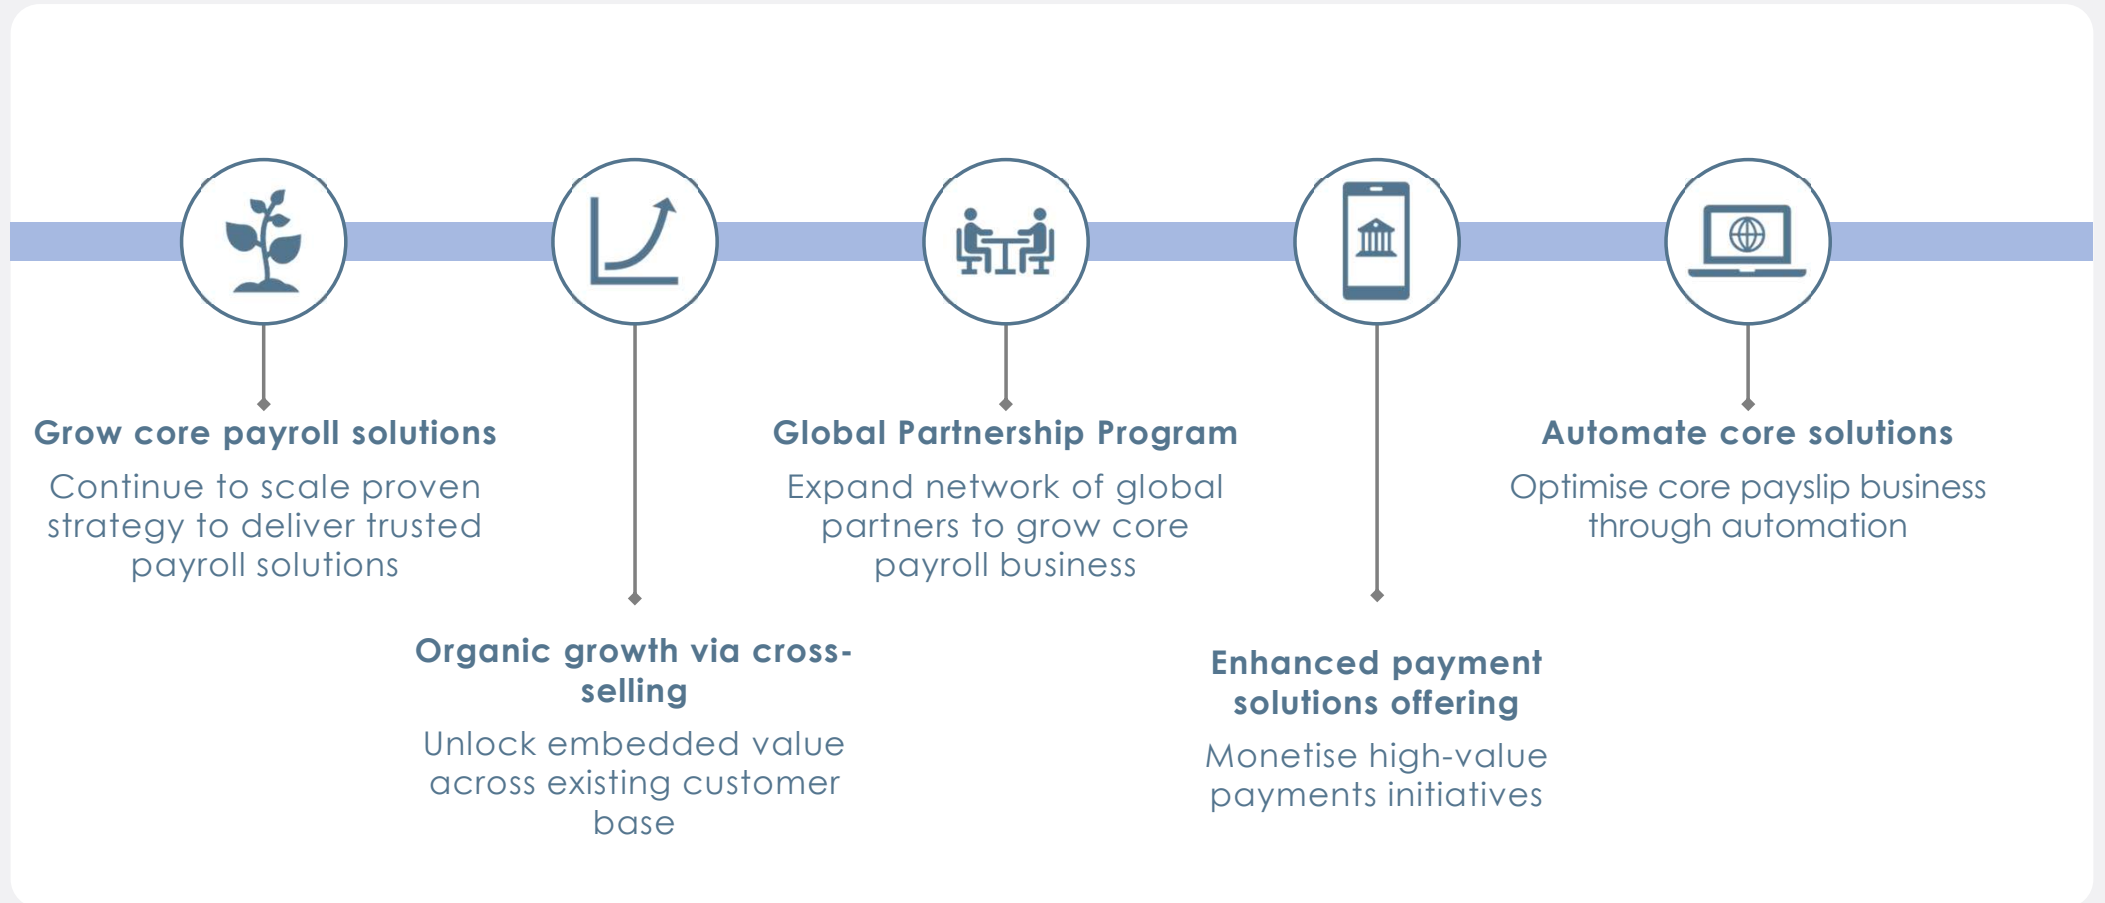 Grow core payroll solutions
Continue to scale proven
strategy to deliver trusted
payroll solutions
Organic growth via cross-
selling
Unlock embedded value
across existing customer
base
Global Partnership Program
Expand network of global
partners to grow core
payroll business
Enhanced payment
solutions offering
Monetise high-value
payments initiatives
Automate core solutions
Optimise core payslip business
through automation